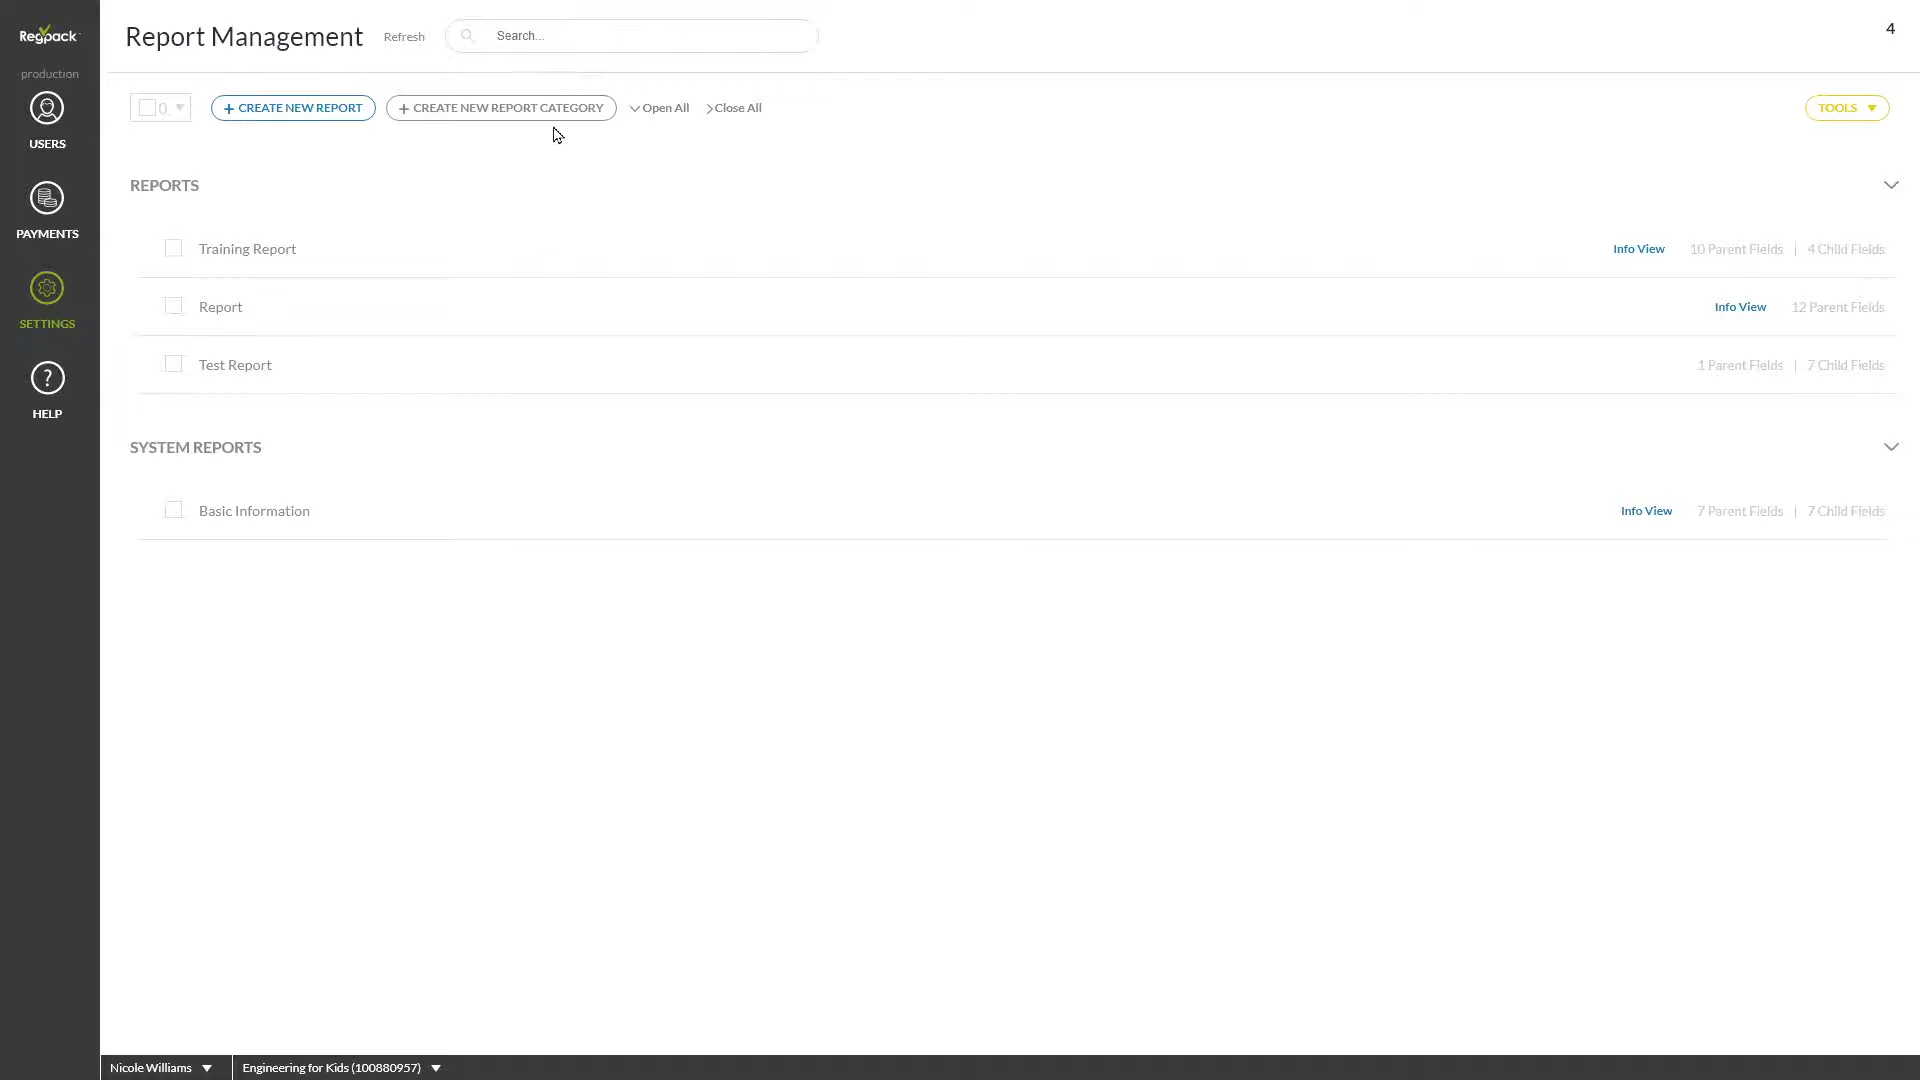 Regpack
production
USERS
PAYMENTS
SETTINGS
HELP
Report Management Refresh Search... 4
0 + CREATE NEW REPORT + CREATE NEW REPORT CATEGORY Open All Close All TOOLS
REPORTS
Training Report Info View 10 Parent Fields | 4 Child Fields
Report Info View 12 Parent Fields
Test Report 1 Parent Fields | 7 Child Fields
SYSTEM REPORTS
Basic Information Info View 7 Parent Fields | 7 Child Fields
Nicole Williams Engineering for Kids (100880957)